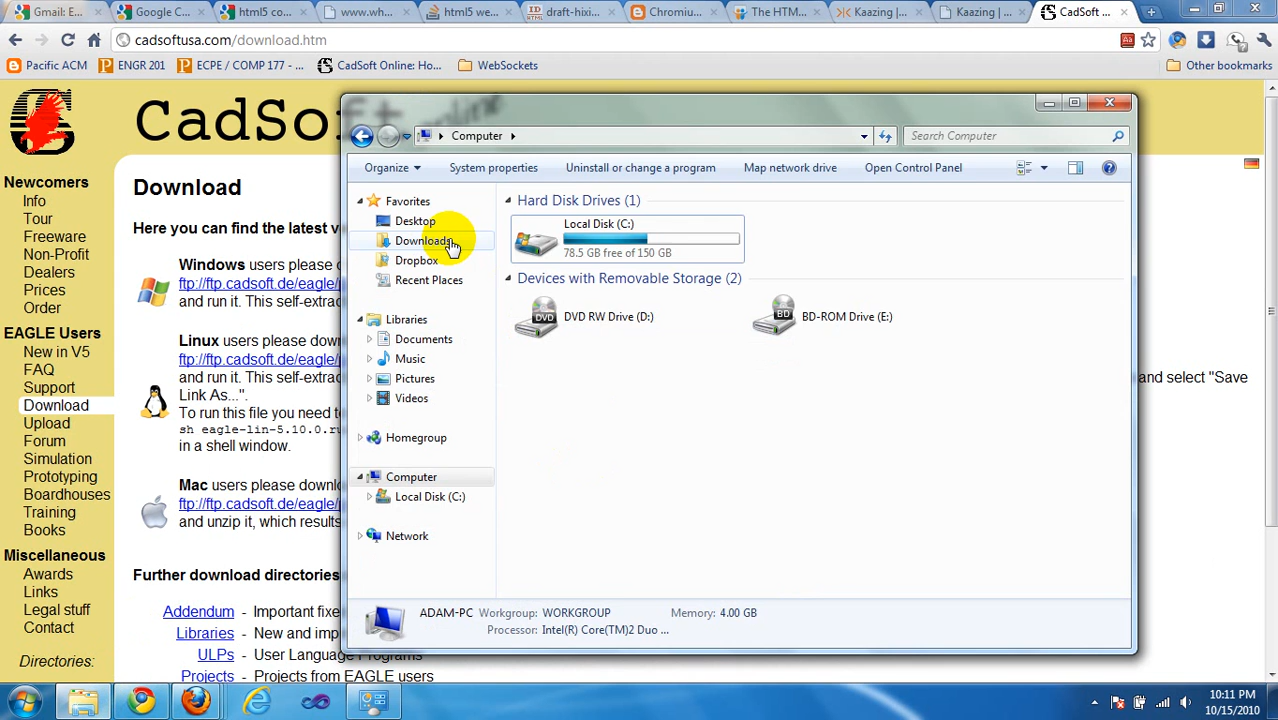 Gmail: E...
Google C...
html5 co...
www.wh...
html5 we...
draft-hixi...
Chromiu...
The HTM...
Kaazing |...
Kaazing | ...
CadSoft ...
cadsoftusa.com/download.htm
Pacific ACM
ENGR 201
ECPE / COMP 177 - ...
CadSoft Online: Ho...
WebSockets
Other bookmarks
CadSoft online
Newcomers
Info
Tour
Freeware
Non-Profit
Dealers
Prices
Order
EAGLE Users
New in V5
FAQ
Support
Download
Upload
Forum
Simulation
Prototyping
Boardhouses
Training
Books
Miscellaneous
Awards
Links
Legal stuff
Contact
Directories:
Download
Here you can find the latest v
Windows users please d
ftp://ftp.cadsoft.de/eagle/
and run it. This self-extrac
Linux users please down
ftp://ftp.cadsoft.de/eagle/
and run it. This self-extrac
and select "Save
Link As...".
To run this file you need t
sh eagle-lin-5.10.0.ru
in a shell window.
Mac users please downl
ftp://ftp.cadsoft.de/eagle/
and unzip it, which results
Further download directories
Addendum - Important fixe
Libraries - New and imp
ULPs - User Language Programs
Projects - Projects from EAGLE users
Computer
Search Computer
Organize
System properties
Uninstall or change a program
Map network drive
Open Control Panel
Favorites
Desktop
Downloads
Dropbox
Recent Places
Libraries
Documents
Music
Pictures
Videos
Homegroup
Computer
Local Disk (C:)
Network
Hard Disk Drives (1)
Local Disk (C:)
78.5 GB free of 150 GB
Devices with Removable Storage (2)
DVD
DVD RW Drive (D:)
BD
BD-ROM Drive (E:)
ADAM-PC Workgroup: WORKGROUP Memory: 4.00 GB
Processor: Intel(R) Core(TM)2 Duo ...
10:11 PM
10/15/2010